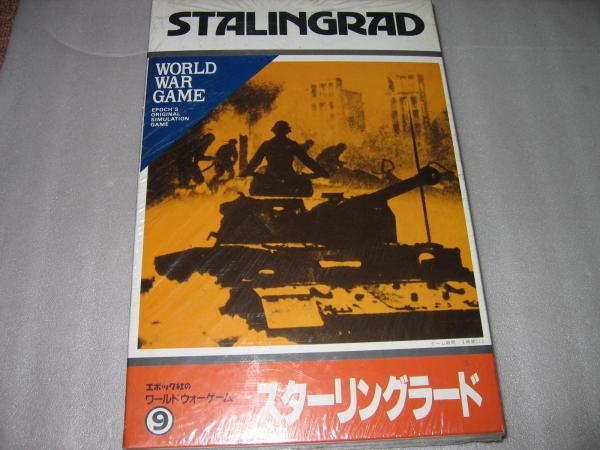 STALINGRAD
WORLD
WAR
GAME
EPOCH'S
ORIGINAL
SIMULATION
GAME
エポック社の
ワールドウォーゲーム
9
スターリングラード